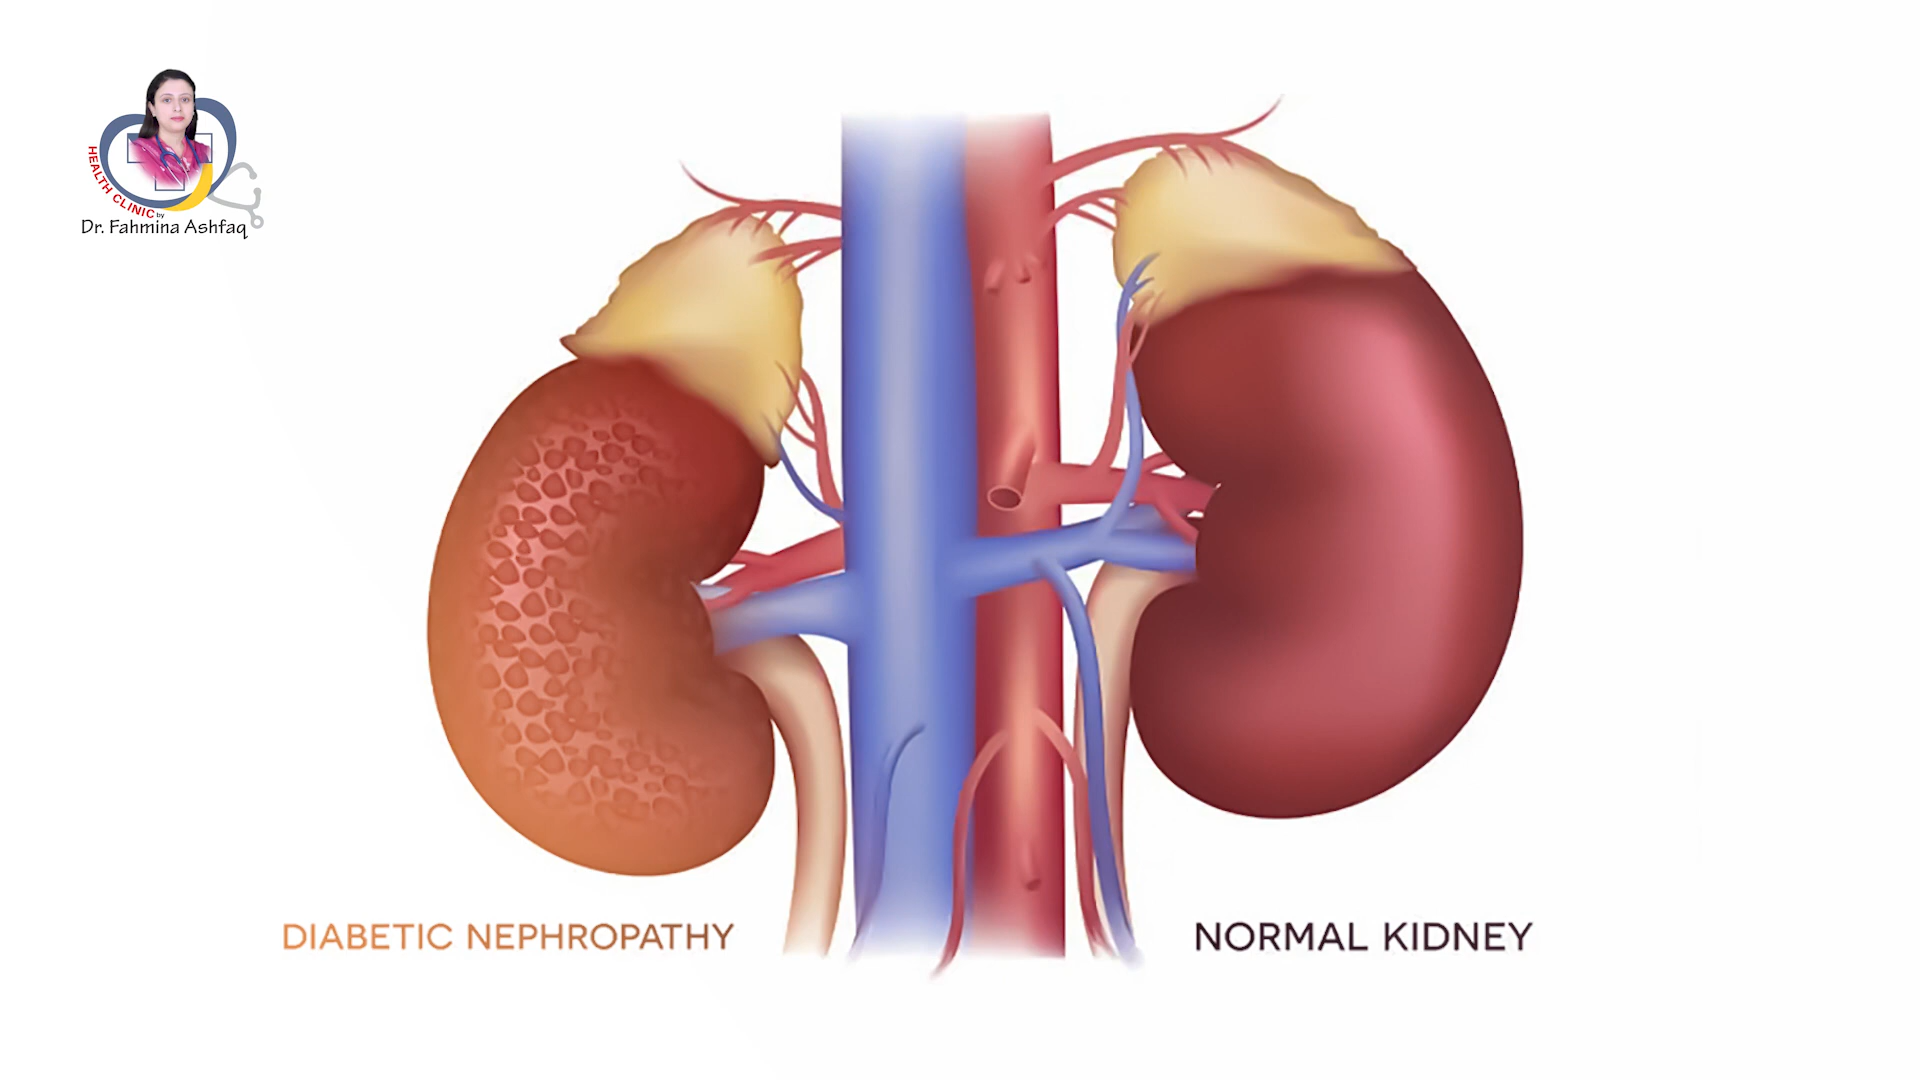 HEALTH CLINIC by
Dr. Fahmina Ashfaq
DIABETIC NEPHROPATHY
NORMAL KIDNEY